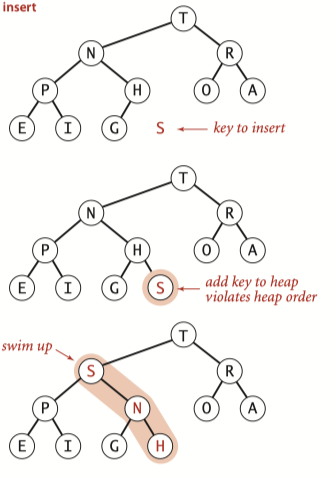 insert
T
N R
P H O A
E I G S key to insert
T
N R
P H O A
E I G S add key to heap
violates heap order
T
swim up
S R
P N O A
E I G H